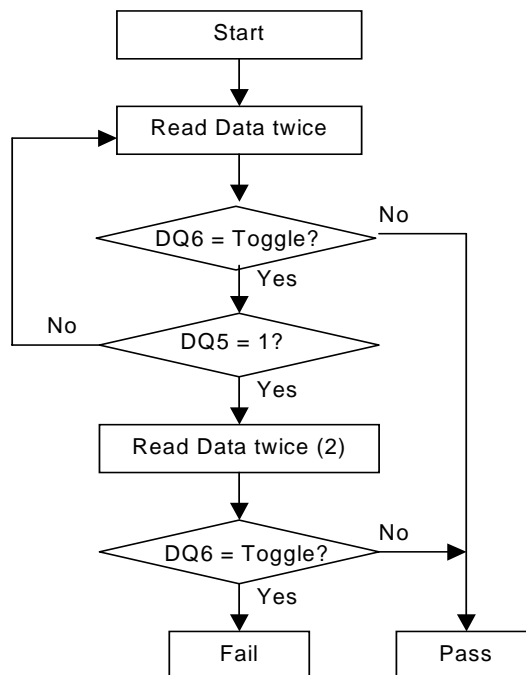 Start
Read Data twice
No
DQ6 = Toggle?
Yes
No
DQ5 = 1?
Yes
Read Data twice (2)
No
DQ6 = Toggle?
Yes
Fail
Pass